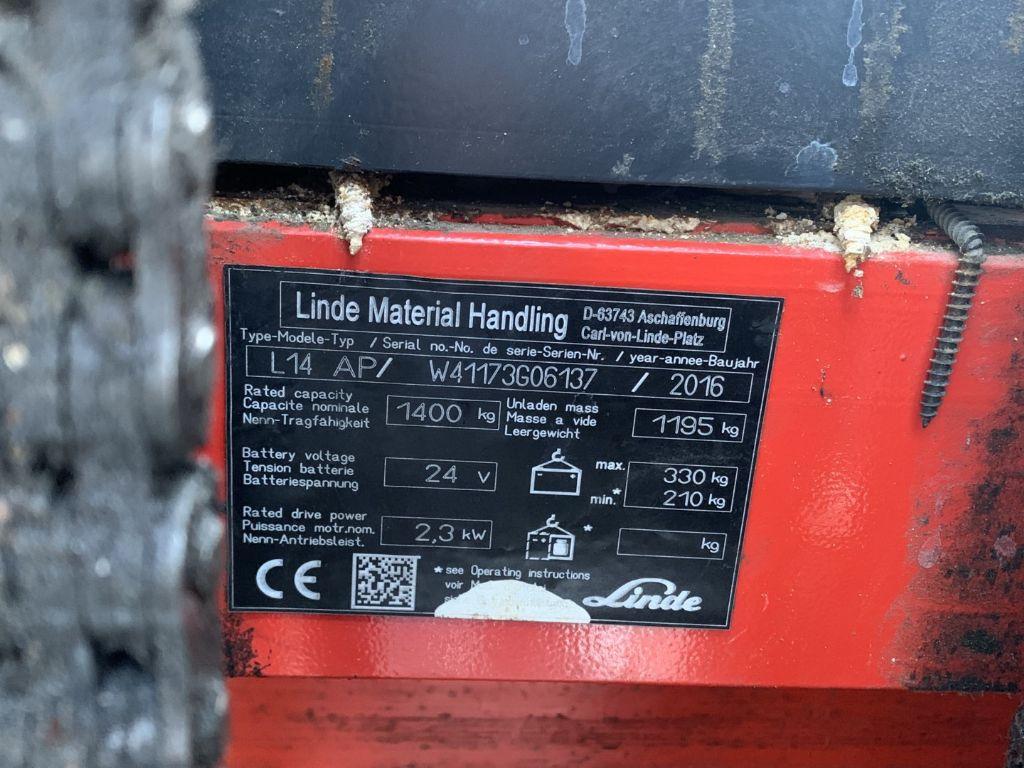 Linde Material Handling
D-63743 Aschaffenburg
Carl-von-Linde-Platz
Type-Modele-Typ / Serial no.-No. de serie-Serien-Nr. / year-annee-Baujahr
L14 AP/ W41173G06137 / 2016
Rated capacity
Capacite nominale
Nenn-Tragfähigkeit
1400 kg
Unladen mass
Masse a vide
Leergewicht
1195 kg
Battery voltage
Tension batterie
Batteriespannung
24 V
max. 330 kg
min.* 210 kg
Rated drive power
Puissance motr.nom.
Nenn-Antriebsleist.
2,3 kW
*
kg
CE
* see Operating instructions
voir
Linde